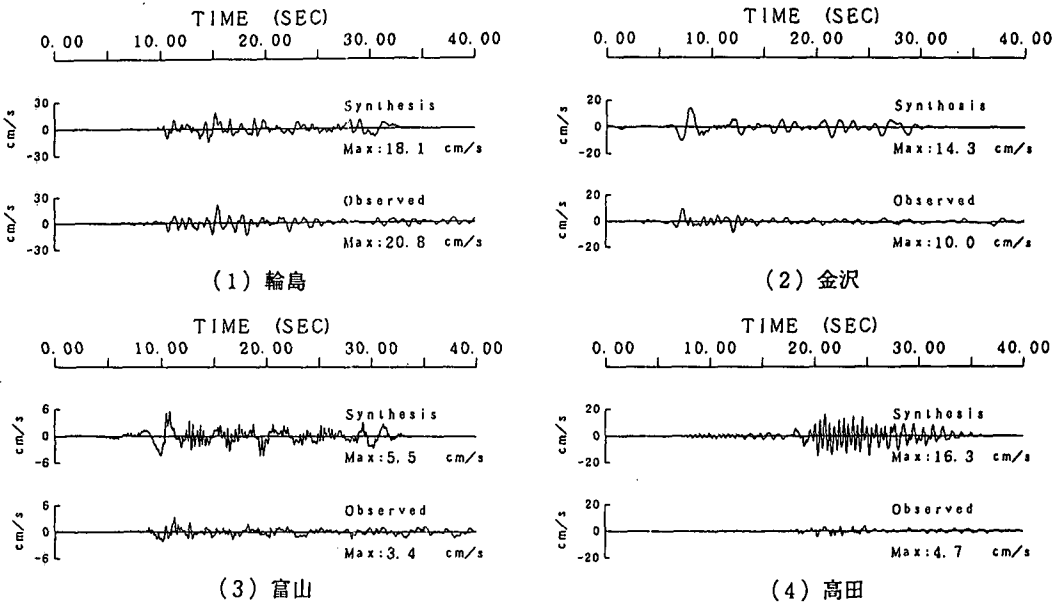 TIME (SEC)
0.00 10.00 20.00 30.00 40.00
30
0
-30
cm/s
Synthesis
Max:18.1 cm/s
30
0
-30
cm/s
Observed
Max:20.8 cm/s
(1) 輪島
TIME (SEC)
0.00 10.00 20.00 30.00 40.00
20
0
-20
cm/s
Synthosis
Max:14.3 cm/s
20
0
-20
cm/s
Observed
Max:10.0 cm/s
(2) 金沢
TIME (SEC)
0.00 10.00 20.00 30.00 40.00
6
0
-6
cm/s
Synthesis
Max:5.5 cm/s
6
0
-6
cm/s
Observed
Max:3.4 cm/s
(3) 富山
TIME (SEC)
0.00 10.00 20.00 30.00 40.00
20
0
-20
cm/s
Synthesis
Max:16.3 cm/s
20
0
-20
cm/s
Observed
Max:4.7 cm/s
(4) 高田